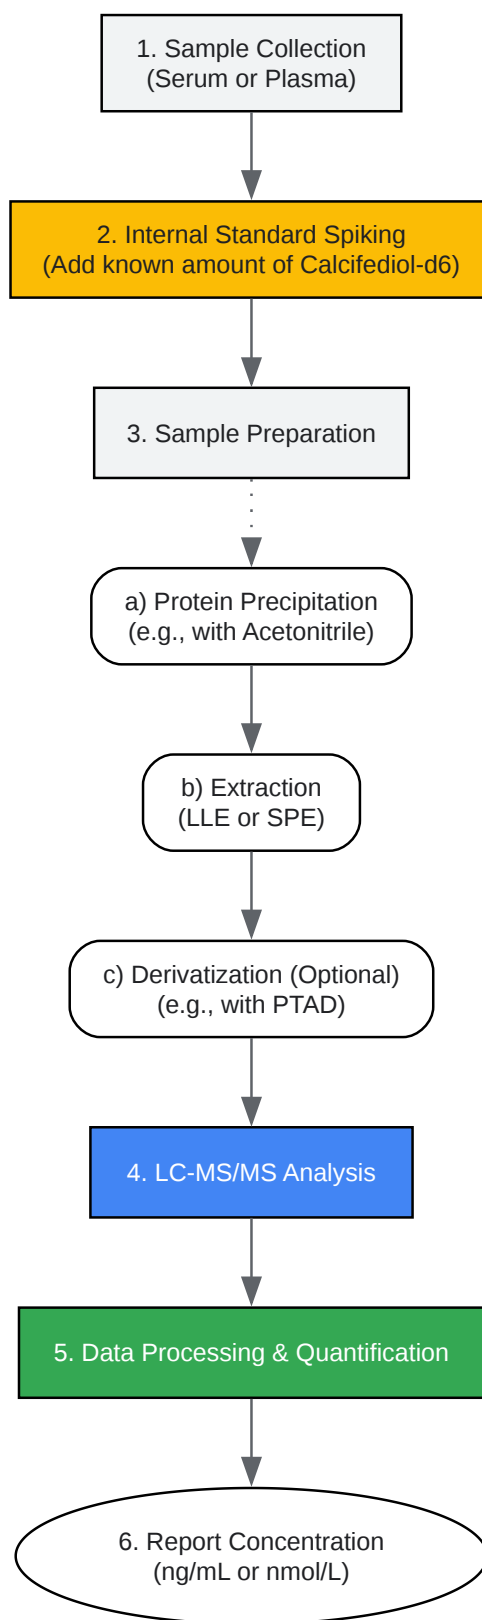 1. Sample Collection
(Serum or Plasma)
2. Internal Standard Spiking
(Add known amount of Calcifediol-d6)
3. Sample Preparation
a) Protein Precipitation
(e.g., with Acetonitrile)
b) Extraction
(LLE or SPE)
c) Derivatization (Optional)
(e.g., with PTAD)
4. LC-MS/MS Analysis
5. Data Processing & Quantification
6. Report Concentration
(ng/mL or nmol/L)